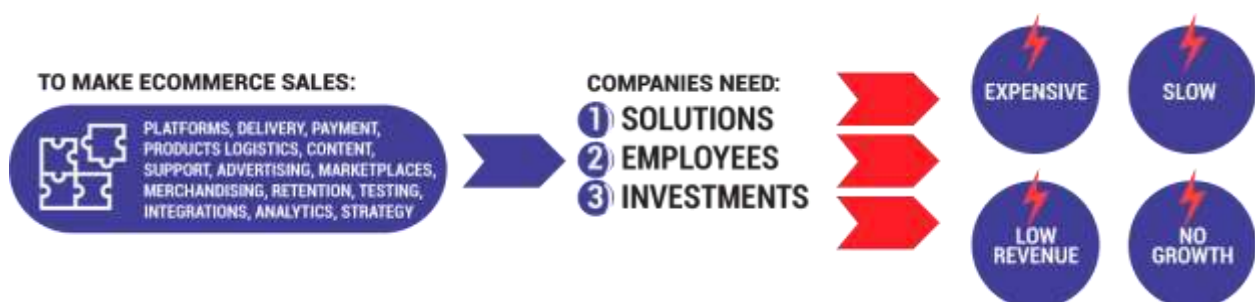 TO MAKE ECOMMERCE SALES:
PLATFORMS, DELIVERY, PAYMENT,
PRODUCTS LOGISTICS, CONTENT,
SUPPORT, ADVERTISING, MARKETPLACES,
MERCHANDISING, RETENTION, TESTING,
INTEGRATIONS, ANALYTICS, STRATEGY
COMPANIES NEED:
1 SOLUTIONS
2 EMPLOYEES
3 INVESTMENTS
EXPENSIVE
SLOW
LOW
REVENUE
NO
GROWTH